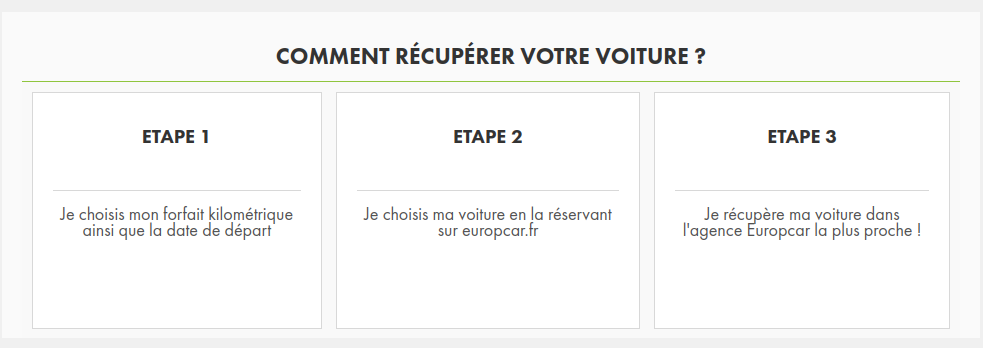 COMMENT RÉCUPÉRER VOTRE VOITURE ?
ETAPE 1
Je choisis mon forfait kilométrique
ainsi que la date de départ
ETAPE 2
Je choisis ma voiture en la réservant
sur europcar.fr
ETAPE 3
Je récupère ma voiture dans
l'agence Europcar la plus proche !